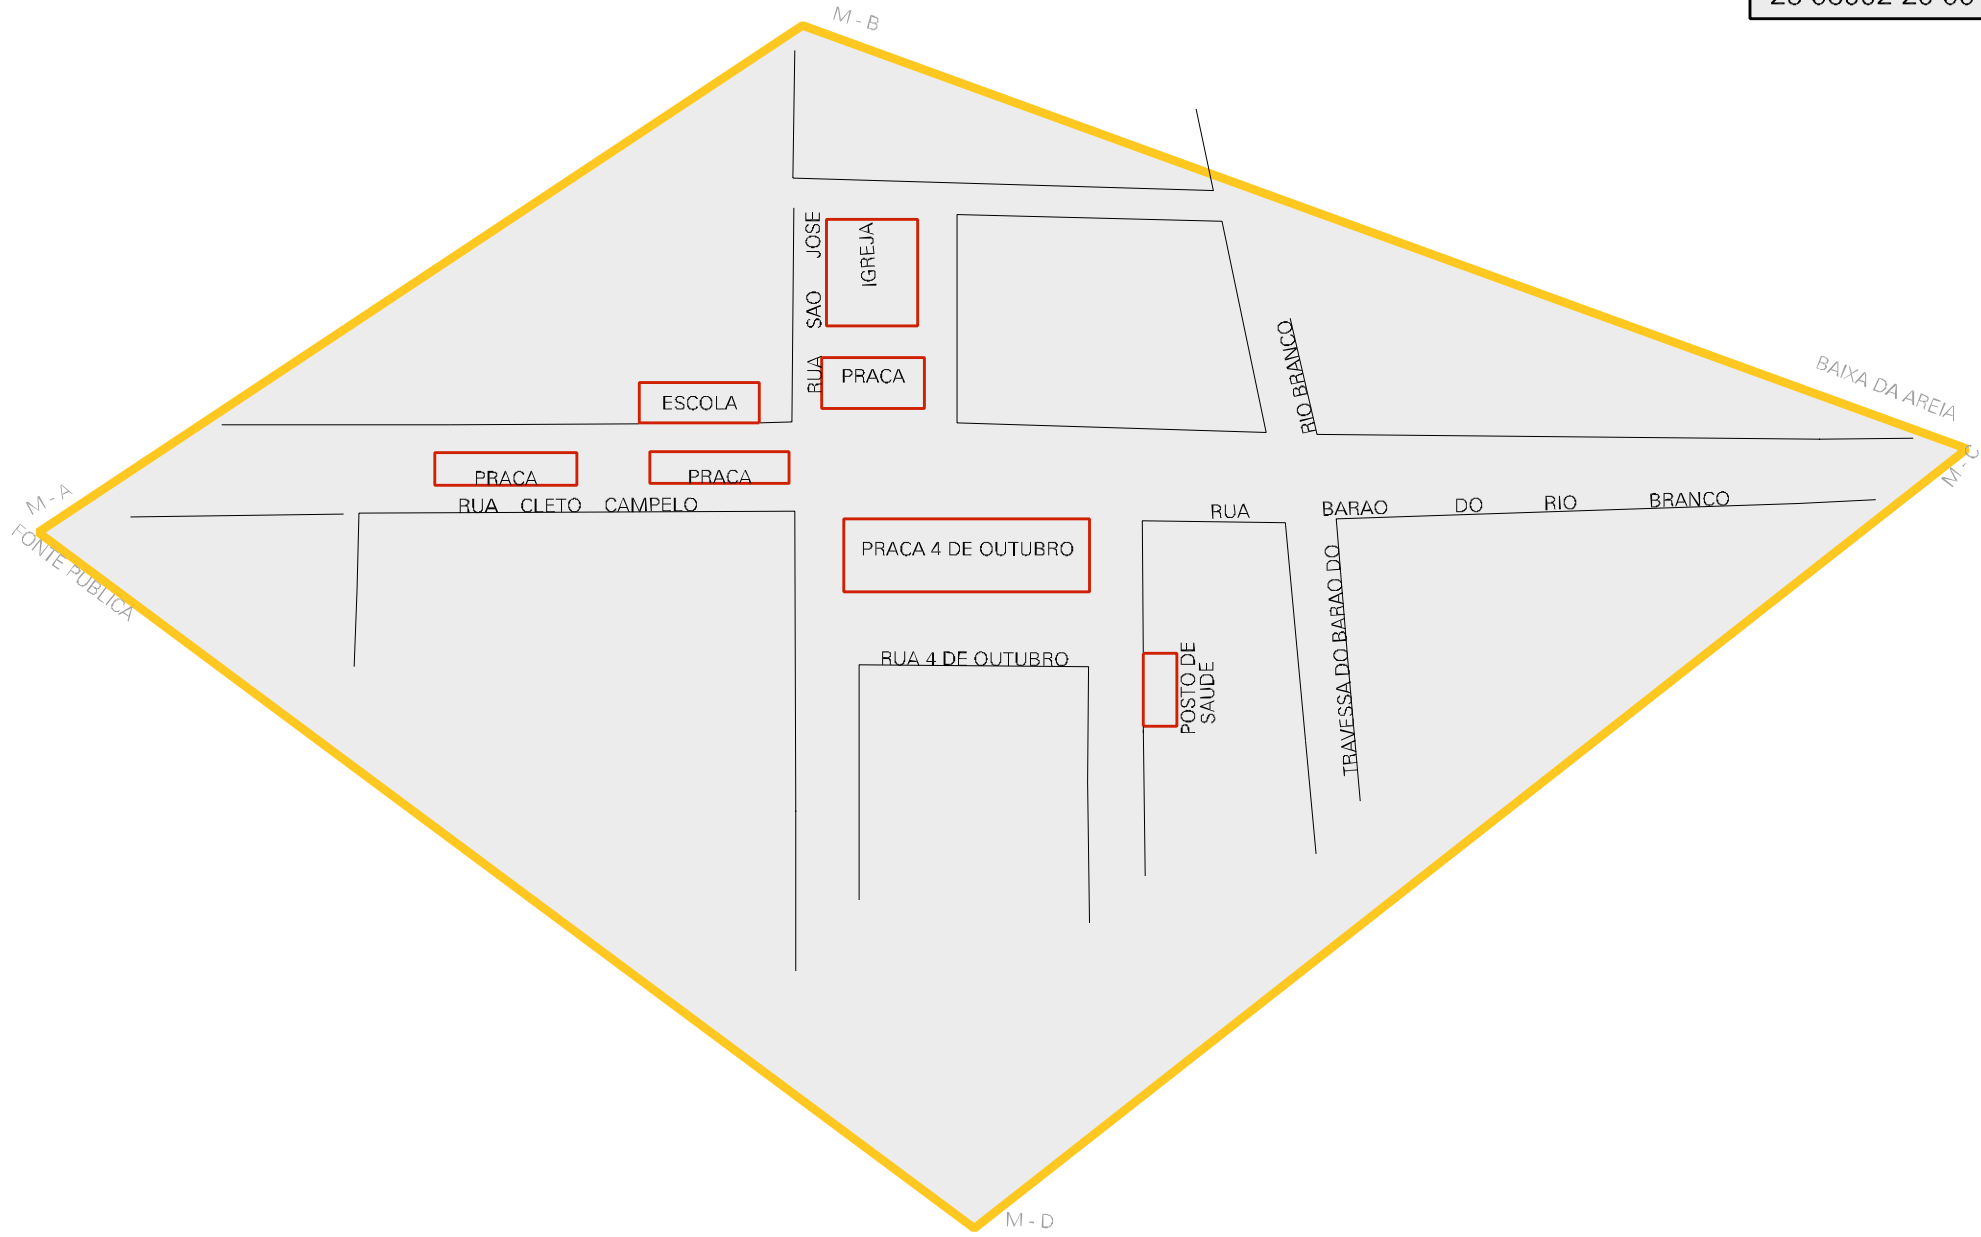 M - B
RUA SAO JOSE
IGREJA
PRACA
ESCOLA
RIO BRANCO
BAIXA DA AREIA
M - C
M - A
FONTE PUBLICA
PRACA
PRACA
RUA CLETO CAMPELO
PRACA 4 DE OUTUBRO
RUA BARAO DO RIO BRANCO
TRAVESSA DO BARAO DO
RUA 4 DE OUTUBRO
POSTO DE
SAUDE
M - D